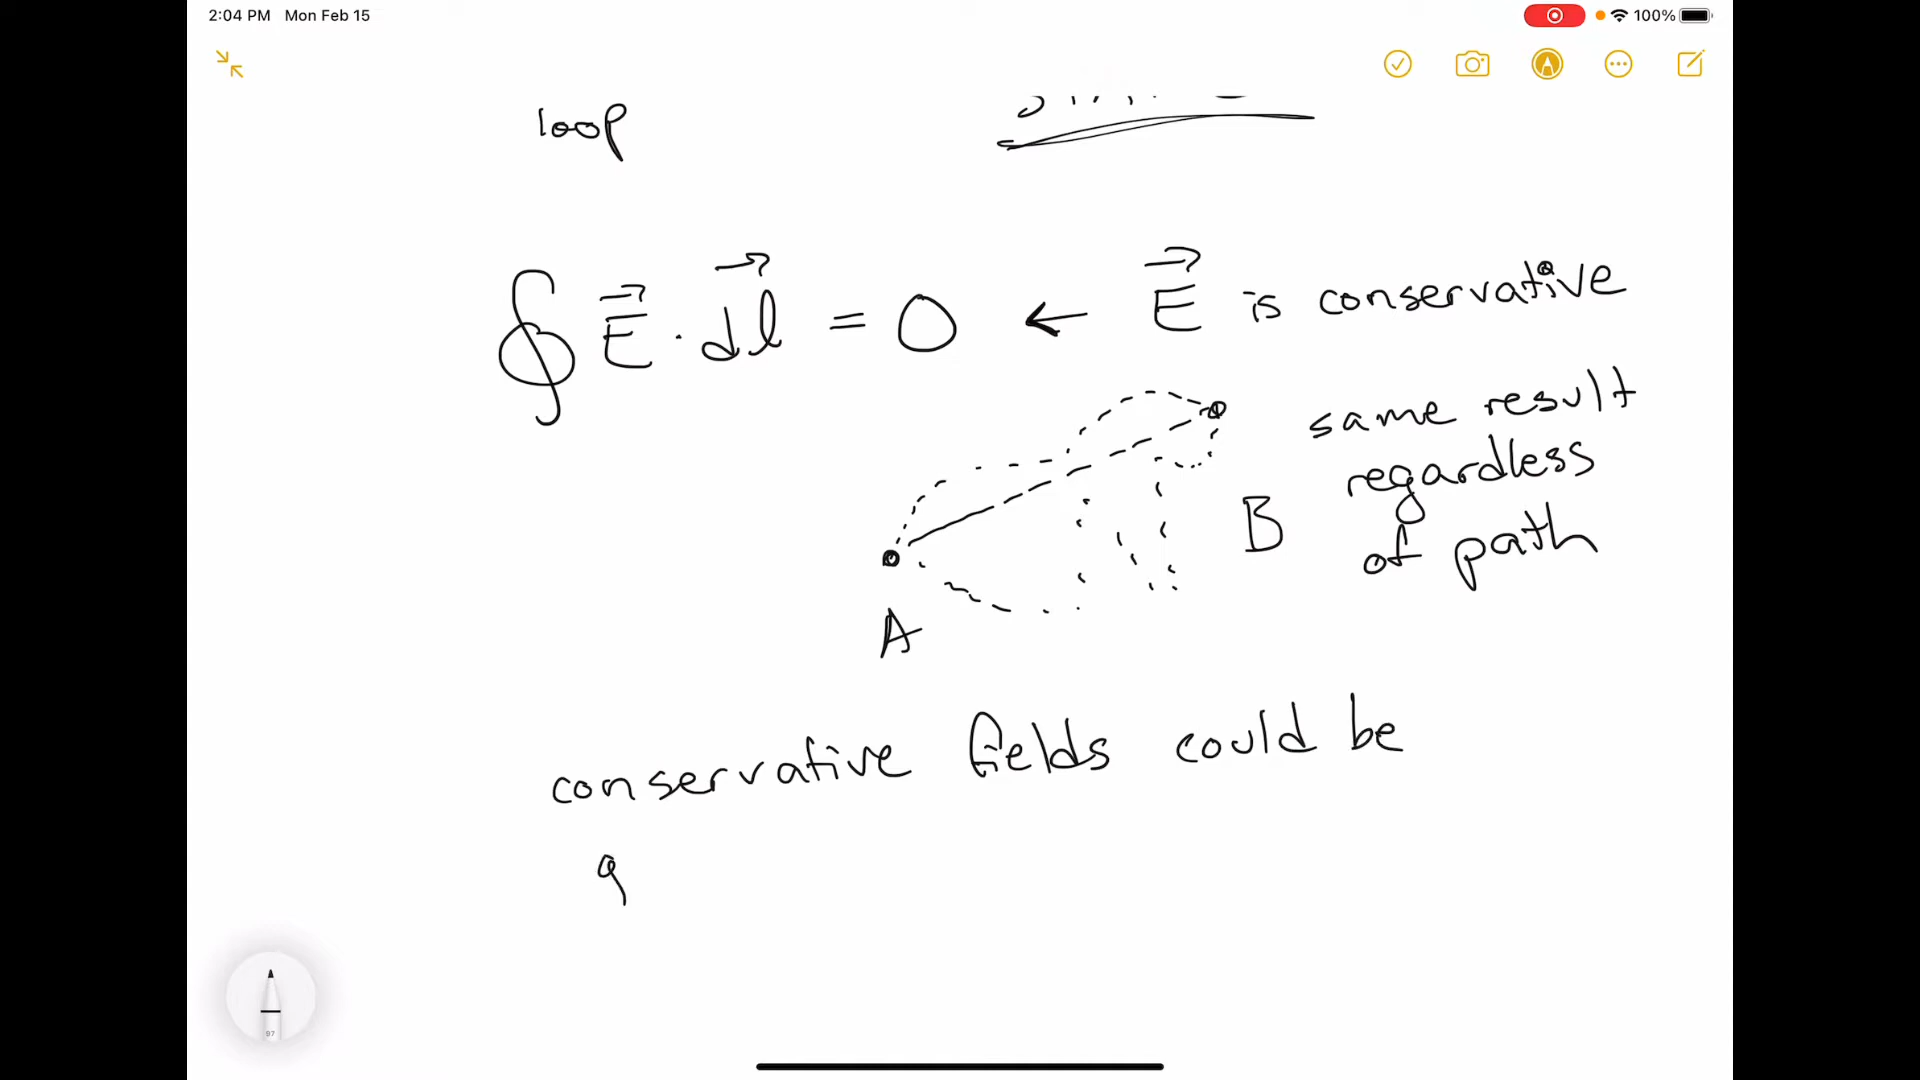 2:04 PM Mon Feb 15
100%
loop
∮ E⃗ · dl⃗ = 0 ← E⃗ is conservative
same result
regardless
of path
B
A
conservative fields could be
97